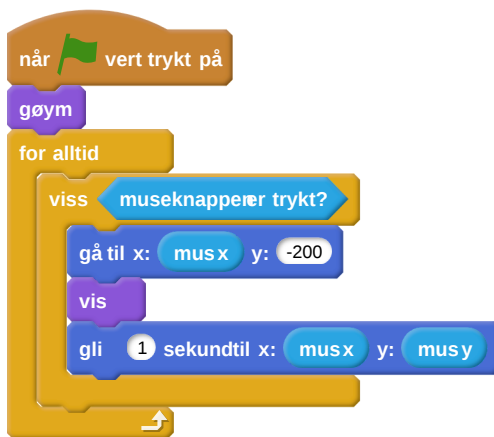 når vert trykt på
gøym
for alltid
viss museknappen er trykt?
gå til x: mus x y: -200
vis
gli 1 sekund til x: mus x y: mus y